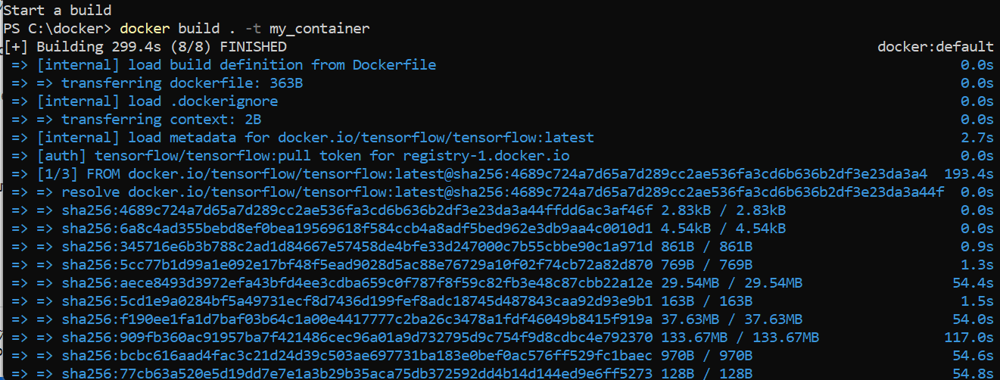 Start a build
PS C:\docker> docker build . -t my_container
[+] Building 299.4s (8/8) FINISHED docker:default
=> [internal] load build definition from Dockerfile 0.0s
=> => transferring dockerfile: 363B 0.0s
=> [internal] load .dockerignore 0.0s
=> => transferring context: 2B 0.0s
=> [internal] load metadata for docker.io/tensorflow/tensorflow:latest 2.7s
=> [auth] tensorflow/tensorflow:pull token for registry-1.docker.io 0.0s
=> [1/3] FROM docker.io/tensorflow/tensorflow:latest@sha256:4689c724a7d65a7d289cc2ae536fa3cd6b636b2df3e23da3a4 193.4s
=> => resolve docker.io/tensorflow/tensorflow:latest@sha256:4689c724a7d65a7d289cc2ae536fa3cd6b636b2df3e23da3a44f 0.0s
=> => sha256:4689c724a7d65a7d289cc2ae536fa3cd6b636b2df3e23da3a44ffdd6ac3af46f 2.83kB / 2.83kB 0.0s
=> => sha256:6a8c4ad355bebd8ef0bea19569618f584ccb4a8adf5bed962e3db9aa4c0010d1 4.54kB / 4.54kB 0.0s
=> => sha256:345716e6b3b788c2ad1d84667e57458de4bfe33d247000c7b55cbbe90c1a971d 861B / 861B 0.9s
=> => sha256:5cc77b1d99a1e092e17bf48f5ead9028d5ac88e76729a10f02f74cb72a82d870 769B / 769B 1.3s
=> => sha256:aece8493d3972efa43bfd4ee3cdba659c0f787f8f59c82fb3e48c87cbb22a12e 29.54MB / 29.54MB 54.4s
=> => sha256:5cd1e9a0284bf5a49731ecf8d7436d199fef8adc18745d487843caa92d93e9b1 163B / 163B 1.5s
=> => sha256:f190ee1fa1d7baf03b64c1a00e4417777c2ba26c3478a1fdf46049b8415f919a 37.63MB / 37.63MB 54.0s
=> => sha256:909fb360ac91957ba7f421486cec96a01a9d732795d9c754f9d8cdbc4e792370 133.67MB / 133.67MB 117.0s
=> => sha256:bcbc616aad4fac3c21d24d39c503ae697731ba183e0bef0ac576ff529fc1baec 970B / 970B 54.6s
=> => sha256:77cb63a520e5d19dd7e7e1a3b29b35aca75db372592dd4b14d144ed9e6ff5273 128B / 128B 54.8s